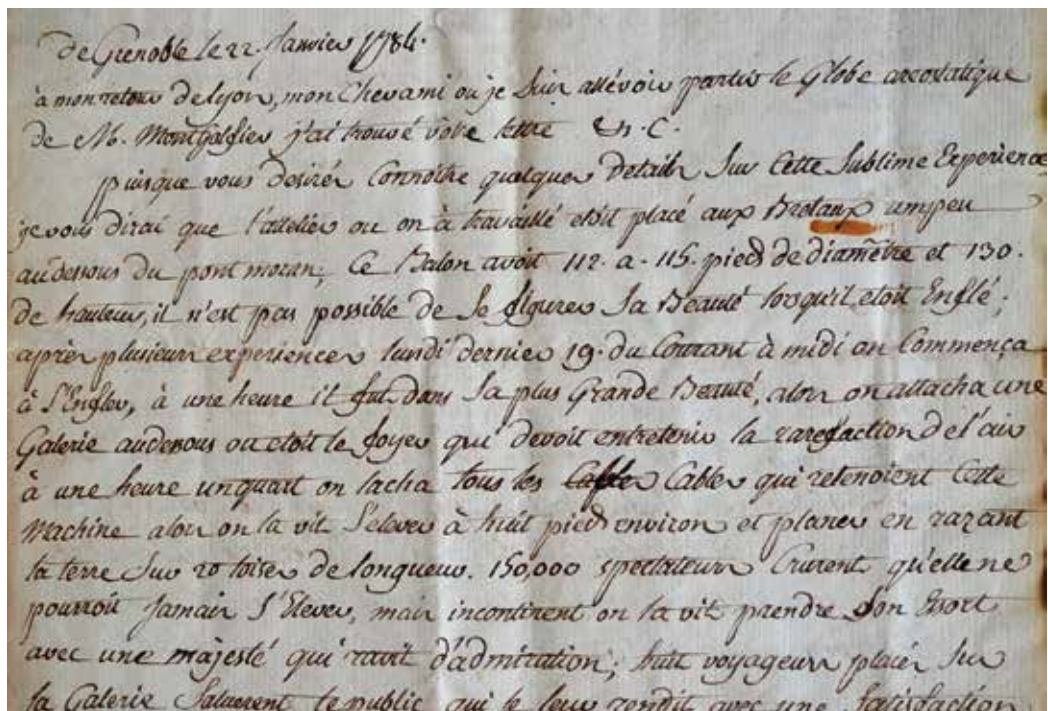 de Grenoble le 22. Janvier 1784.
à mon retour de lyon, mon Cher ami ou je suis allé voir partir le Globe areostatique
de M. Montgolfier j'ai trouvé votre lettre &. C.
puisque vous desirés Connoitre quelques details sur Cette sublime Experience
je vous dirai que l'attelier ou on à travaillé etoit placé aux Bretaux un peu
au dessous du pont moran, Ce Balon avoit 112. a. 115. pieds de diamêtre et 130.
de hauteur, il n'est pas possible de se figurer sa Beauté lorsqu'il etoit Enflé;
après plusieurs experiences lundi dernier 19. du Courant à midi on Commença
à l'Enfler, à une heure il fut dans sa plus Grande Beauté, alors on attacha une
Galerie audessous ou etoit le foyer qui devoit entretenir la rarefaction de l'air
à une heure un quart on lacha tous les Cables qui retenoient Cette
Machine alors on la vit s'elever à huit pieds environ et planer en razant
la terre sur 20 toises de longueur. 150,000 spectateurs Crurent qu'elle ne
pourroit jamais s'Elever, mais incontinent on la vit prendre son Essort
avec une majesté qui ravit d'admiration; huit voyageurs placés sur
la Galerie Saluerent le public qui le leur rendit avec une satisfaction